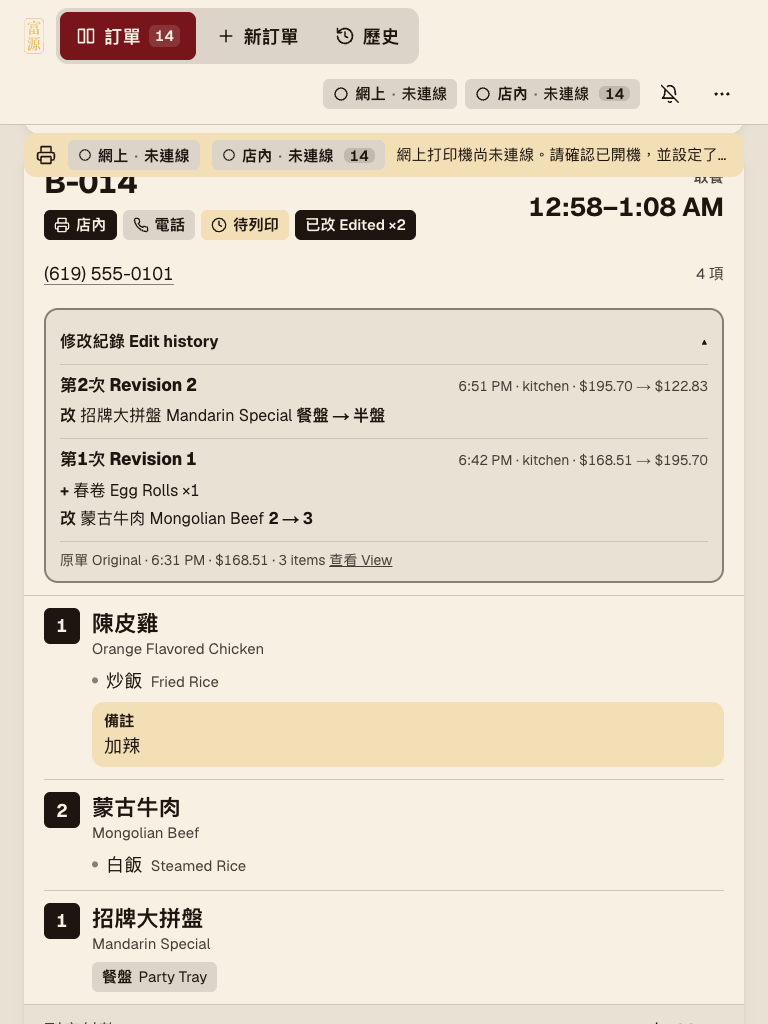 富源
訂單 14
新訂單
歷史
網上 · 未連線
店內 · 未連線 14
網上 · 未連線
店內 · 未連線 14
網上打印機尚未連線。請確認已開機，並設定了…
B-014
取餐
12:58–1:08 AM
店內
電話
待列印
已改 Edited ×2
(619) 555-0101
4 項
修改紀錄 Edit history
第2次 Revision 2
6:51 PM · kitchen · $195.70 → $122.83
改 招牌大拼盤 Mandarin Special 餐盤 → 半盤
第1次 Revision 1
6:42 PM · kitchen · $168.51 → $195.70
+ 春卷 Egg Rolls ×1
改 蒙古牛肉 Mongolian Beef 2 → 3
原單 Original · 6:31 PM · $168.51 · 3 items 查看 View
1 陳皮雞
Orange Flavored Chicken
炒飯 Fried Rice
備註
加辣
2 蒙古牛肉
Mongolian Beef
白飯 Steamed Rice
1 招牌大拼盤
Mandarin Special
餐盤 Party Tray